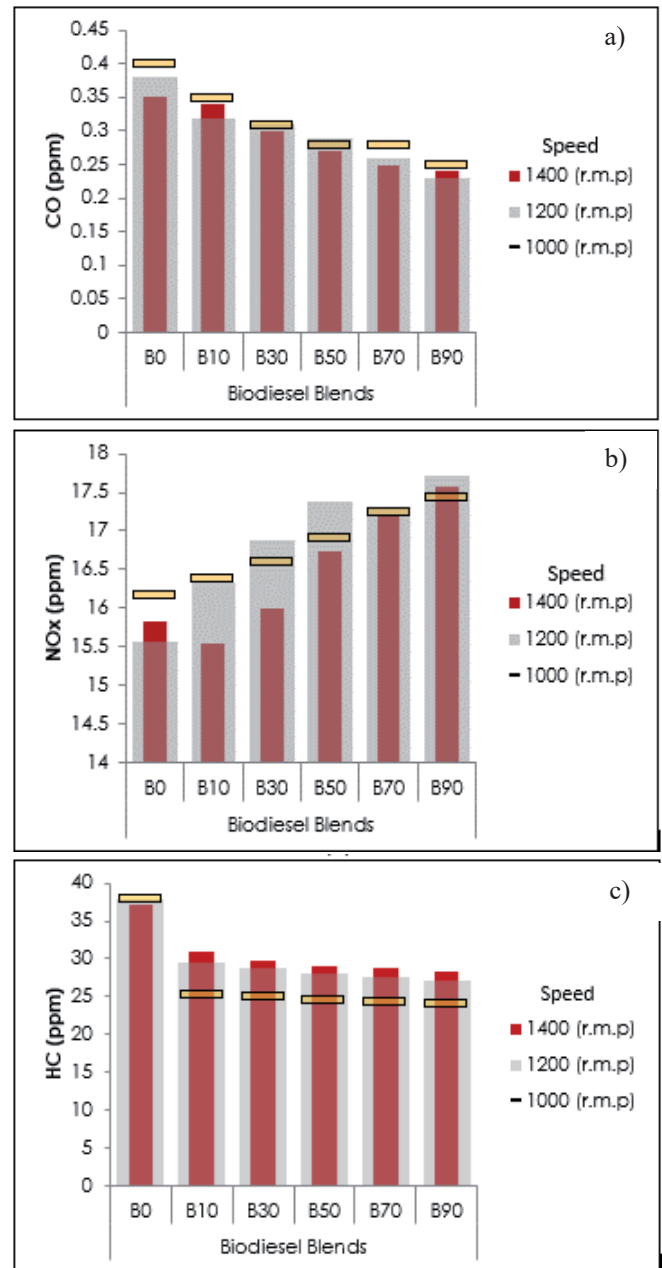 a)
CO (ppm)
0.45
0.4
0.35
0.3
0.25
0.2
0.15
0.1
0.05
0
B0 B10 B30 B50 B70 B90
Biodiesel Blends
Speed
1400 (r.m.p)
1200 (r.m.p)
1000 (r.m.p)
b)
NOx (ppm)
18
17.5
17
16.5
16
15.5
15
14.5
14
B0 B10 B30 B50 B70 B90
Biodiesel Blends
Speed
1400 (r.m.p)
1200 (r.m.p)
1000 (r.m.p)
c)
HC (ppm)
40
35
30
25
20
15
10
5
0
B0 B10 B30 B50 B70 B90
Biodiesel Blends
Speed
1400 (r.m.p)
1200 (r.m.p)
1000 (r.m.p)